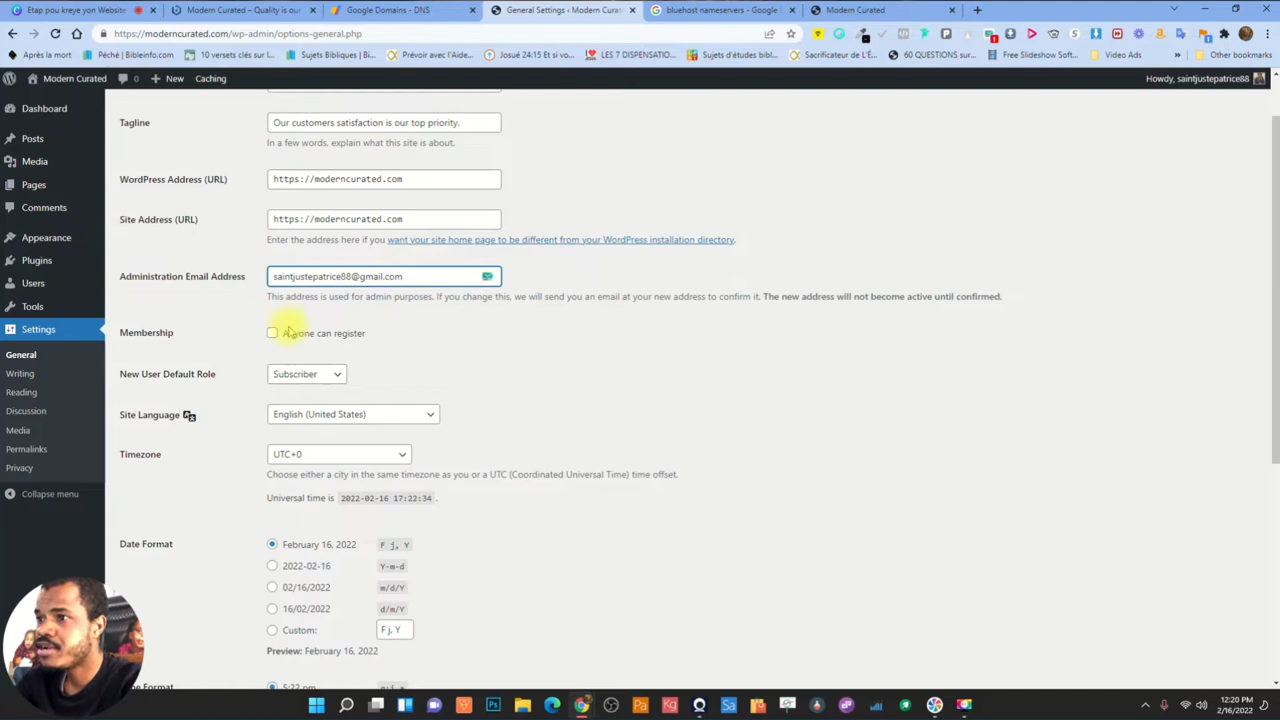 Etap pou kreye yon Website
Modern Curated – Quality is our
Google Domains - DNS
General Settings ‹ Modern Curated
bluehost nameservers - Google
Modern Curated
https://moderncurated.com/wp-admin/options-general.php
Après la mort
Péché | Bibleinfo.com
10 versets clés sur l...
Sujets Bibliques | Bi...
Prévoir avec l'Aide...
Josué 24:15 Et si vo...
LES 7 DISPENSATIO...
Sujets d'études bibl...
Sacrificateur de L'É...
60 QUESTIONS sur...
Free Slideshow Soft...
Video Ads
»
Other bookmarks
Modern Curated
0
New
Caching
Howdy, saintjustepatrice88
Dashboard
Posts
Media
Pages
Comments
Appearance
Plugins
Users
Tools
Settings
General
Writing
Reading
Discussion
Media
Permalinks
Privacy
Collapse menu
Tagline
Our customers satisfaction is our top priority.
In a few words, explain what this site is about.
WordPress Address (URL)
https://moderncurated.com
Site Address (URL)
https://moderncurated.com
Enter the address here if you want your site home page to be different from your WordPress installation directory.
Administration Email Address
saintjustepatrice88@gmail.com
This address is used for admin purposes. If you change this, we will send you an email at your new address to confirm it. The new address will not become active until confirmed.
Membership
Anyone can register
New User Default Role
Subscriber
Site Language
English (United States)
Timezone
UTC+0
Choose either a city in the same timezone as you or a UTC (Coordinated Universal Time) time offset.
Universal time is 2022-02-16 17:22:34 .
Date Format
February 16, 2022 F j, Y
2022-02-16 Y-m-d
02/16/2022 m/d/Y
16/02/2022 d/m/Y
Custom: F j, Y
Preview: February 16, 2022
5:22 pm
12:20 PM
2/16/2022